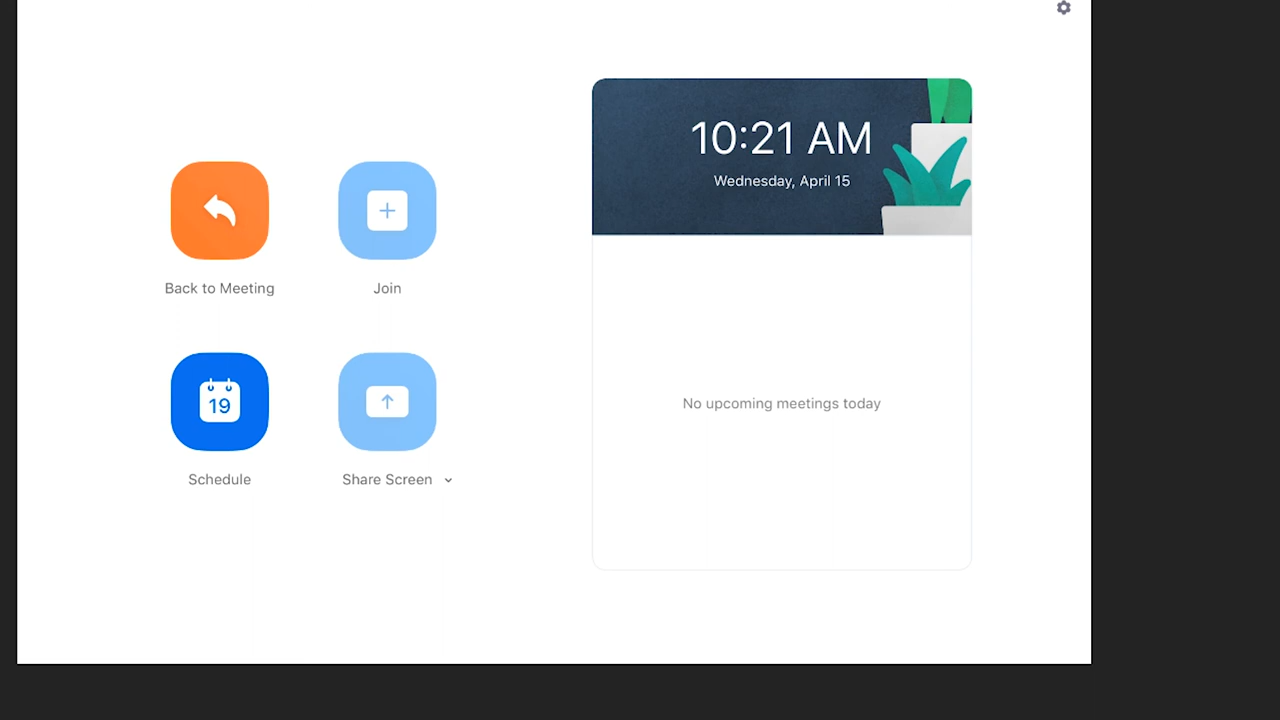 10:21 AM
Wednesday, April 15
Back to Meeting
Join
19
Schedule
Share Screen
No upcoming meetings today